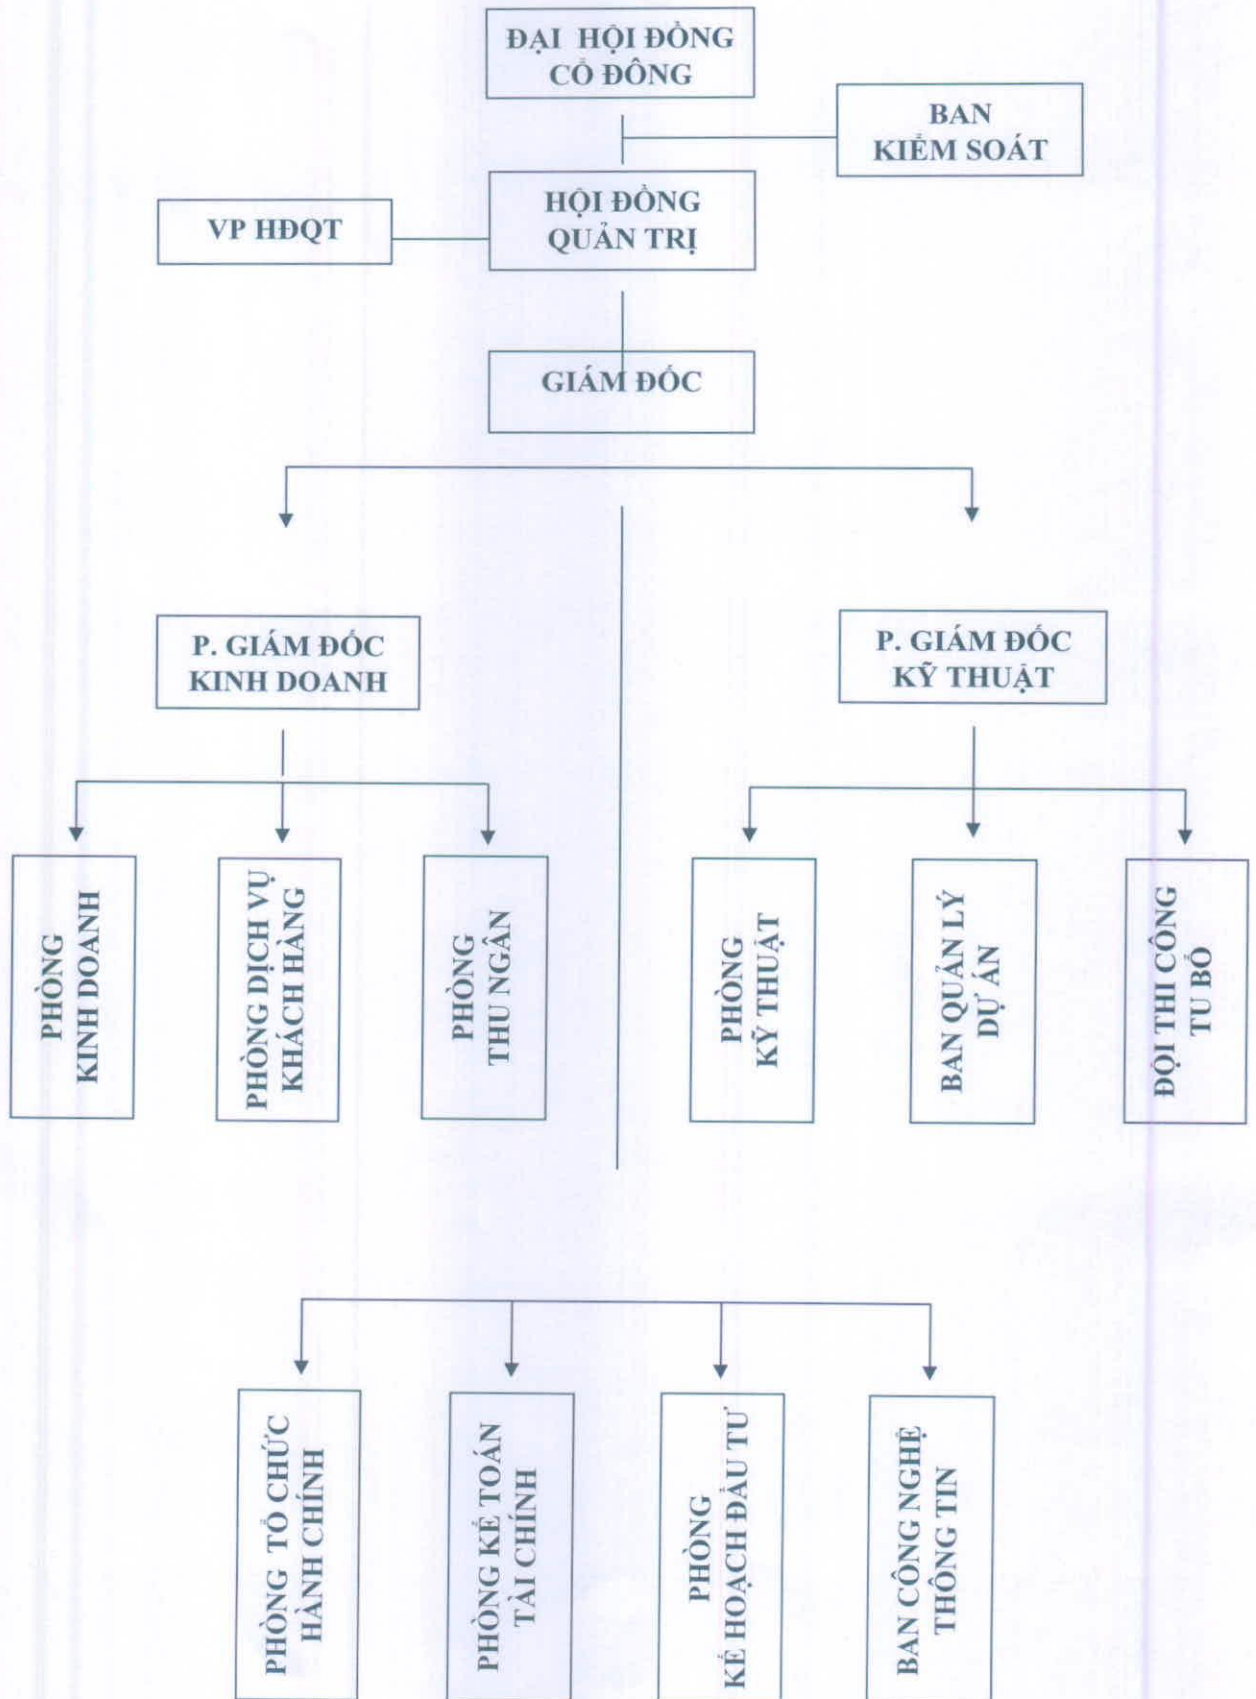 ĐẠI HỘI ĐỒNG
CỔ ĐÔNG
BAN
KIỂM SOÁT
HỘI ĐỒNG
QUẢN TRỊ
VP HĐQT
GIÁM ĐỐC
P. GIÁM ĐỐC
KINH DOANH
P. GIÁM ĐỐC
KỸ THUẬT
PHÒNG
KINH DOANH
PHÒNG DỊCH VỤ
KHÁCH HÀNG
PHÒNG
THU NGÂN
PHÒNG
KỸ THUẬT
BAN QUẢN LÝ
DỰ ÁN
ĐỘI THI CÔNG
TU BỔ
PHÒNG TỔ CHỨC
HÀNH CHÍNH
PHÒNG KẾ TOÁN
TÀI CHÍNH
PHÒNG
KẾ HOẠCH ĐẦU TƯ
BAN CÔNG NGHỆ
THÔNG TIN